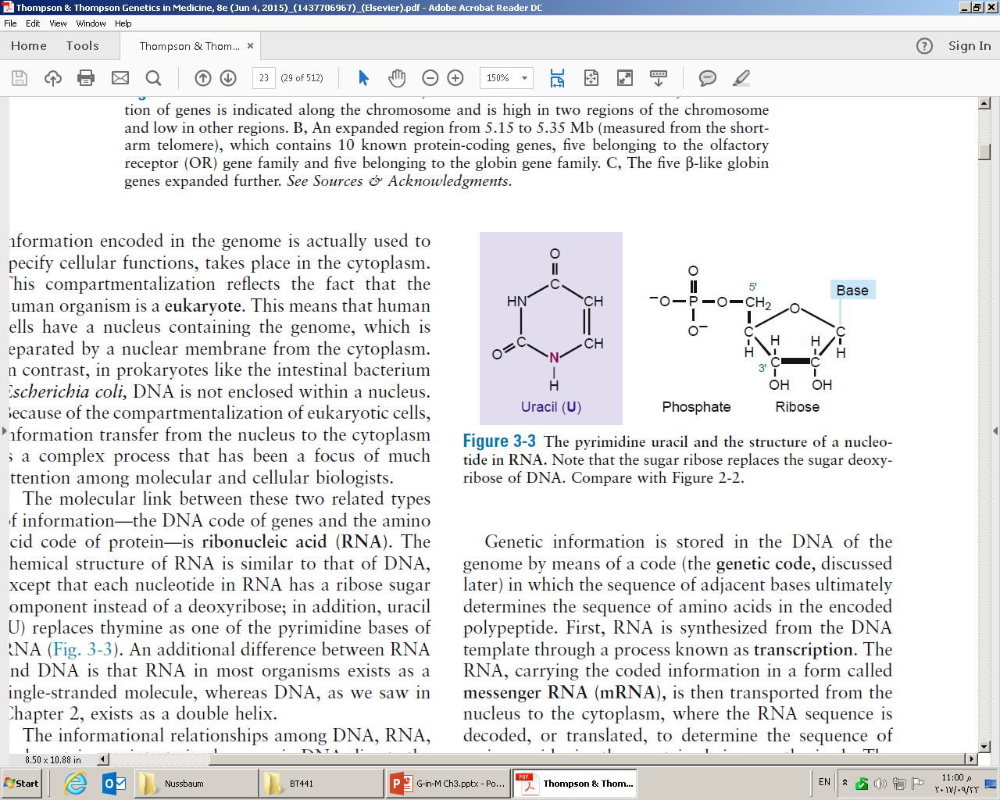 Thompson & Thompson Genetics in Medicine, 8e (Jun 4, 2015)_(1437706967)_(Elsevier).pdf - Adobe Acrobat Reader DC
File Edit View Window Help
Home Tools Thompson & Thom... × ? Sign In
23 (29 of 512) 150%
tion of genes is indicated along the chromosome and is high in two regions of the chromosome
and low in other regions. B, An expanded region from 5.15 to 5.35 Mb (measured from the short-
arm telomere), which contains 10 known protein-coding genes, five belonging to the olfactory
receptor (OR) gene family and five belonging to the globin gene family. C, The five β-like globin
genes expanded further. See Sources & Acknowledgments.
nformation encoded in the genome is actually used to
pecify cellular functions, takes place in the cytoplasm.
his compartmentalization reflects the fact that the
uman organism is a eukaryote. This means that human
ells have a nucleus containing the genome, which is
eparated by a nuclear membrane from the cytoplasm.
n contrast, in prokaryotes like the intestinal bacterium
Escherichia coli, DNA is not enclosed within a nucleus.
Because of the compartmentalization of eukaryotic cells,
nformation transfer from the nucleus to the cytoplasm
s a complex process that has been a focus of much
ttention among molecular and cellular biologists.
The molecular link between these two related types
of information—the DNA code of genes and the amino
cid code of protein—is ribonucleic acid (RNA). The
hemical structure of RNA is similar to that of DNA,
xcept that each nucleotide in RNA has a ribose sugar
omponent instead of a deoxyribose; in addition, uracil
U) replaces thymine as one of the pyrimidine bases of
RNA (Fig. 3-3). An additional difference between RNA
nd DNA is that RNA in most organisms exists as a
ingle-stranded molecule, whereas DNA, as we saw in
Chapter 2, exists as a double helix.
The informational relationships among DNA, RNA,
O
C
HN CH
C CH
O N
H
Uracil (U)
O
5'
−O P O CH2 O Base
O−
C C
H H H H
3' C C
OH OH
Phosphate Ribose
Figure 3-3 The pyrimidine uracil and the structure of a nucleo-
tide in RNA. Note that the sugar ribose replaces the sugar deoxy-
ribose of DNA. Compare with Figure 2-2.
Genetic information is stored in the DNA of the
genome by means of a code (the genetic code, discussed
later) in which the sequence of adjacent bases ultimately
determines the sequence of amino acids in the encoded
polypeptide. First, RNA is synthesized from the DNA
template through a process known as transcription. The
RNA, carrying the coded information in a form called
messenger RNA (mRNA), is then transported from the
nucleus to the cytoplasm, where the RNA sequence is
decoded, or translated, to determine the sequence of
8.50 x 10.88 in
Start Nussbaum BT441 G-in-M Ch3.pptx - Po... Thompson & Thom... EN 11:00 م
٢٠١٧/٠٩/٢٣